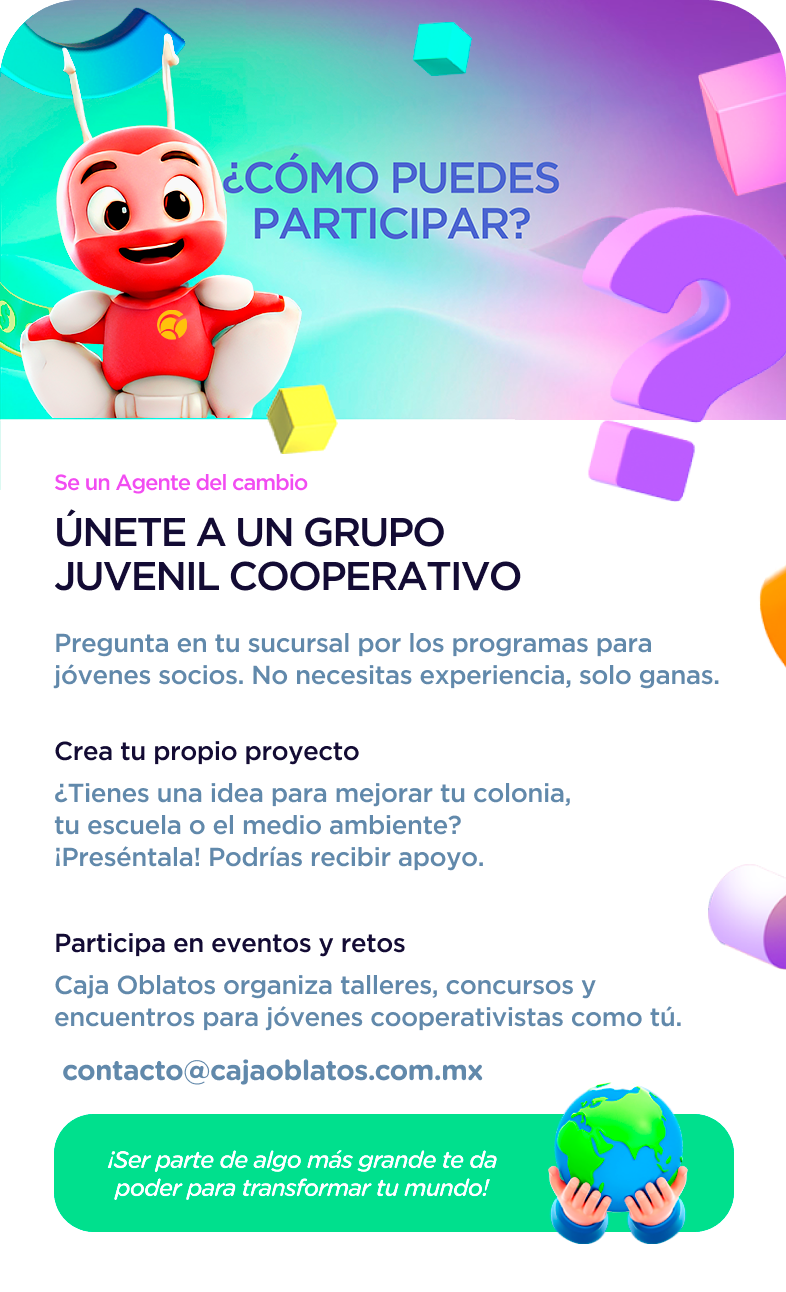 ¿CÓMO PUEDES
PARTICIPAR?
Se un Agente del cambio
ÚNETE A UN GRUPO
JUVENIL COOPERATIVO
Pregunta en tu sucursal por los programas para
jóvenes socios. No necesitas experiencia, solo ganas.
Crea tu propio proyecto
¿Tienes una idea para mejorar tu colonia,
tu escuela o el medio ambiente?
¡Preséntala! Podrías recibir apoyo.
Participa en eventos y retos
Caja Oblatos organiza talleres, concursos y
encuentros para jóvenes cooperativistas como tú.
contacto@cajaoblatos.com.mx
¡Ser parte de algo más grande te da
poder para transformar tu mundo!